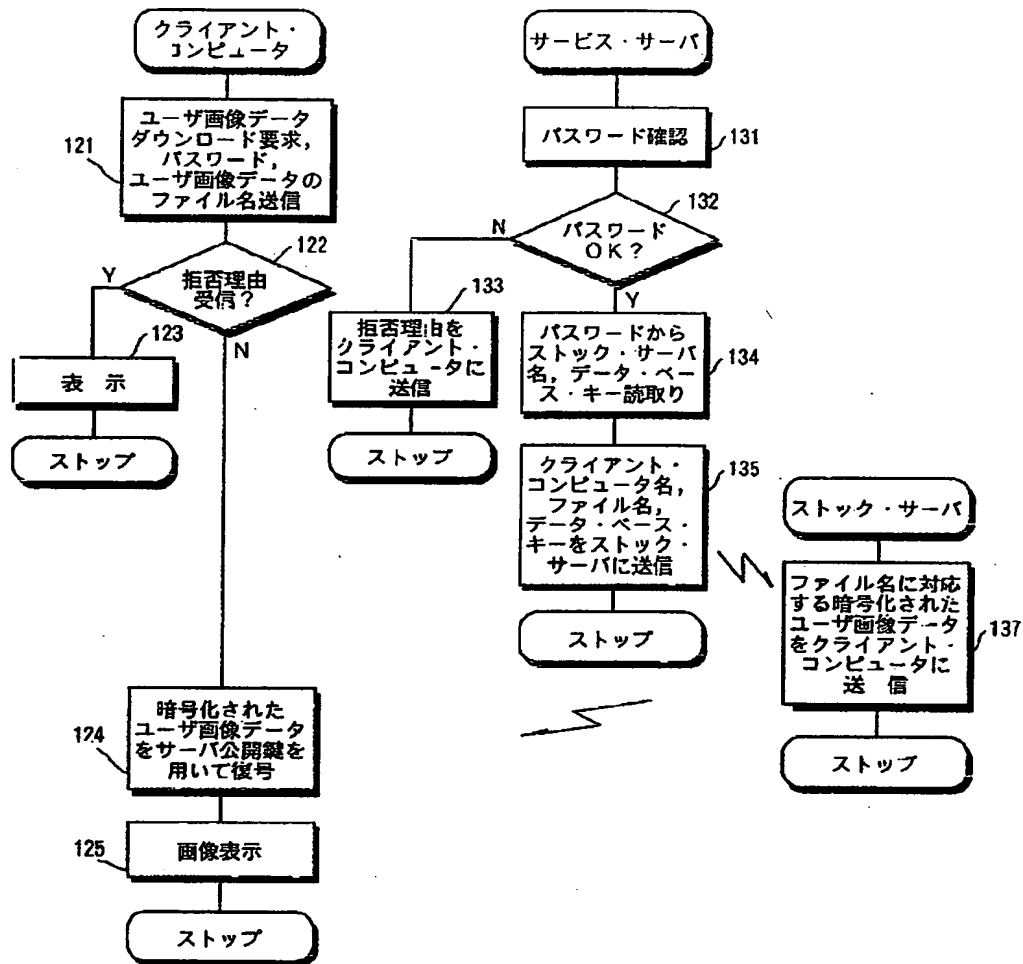 クライアント・
コンピュータ
121
ユーザ画像データ
ダウンロード要求,
パスワード,
ユーザ画像データの
ファイル名送信
122
拒否理由
受信?
Y
N
123
表 示
ストップ
124
暗号化された
ユーザ画像データ
をサーバ公開鍵を
用いて復号
125
画像表示
ストップ
サービス・サーバ
パスワード確認
131
132
パスワード
OK?
N
Y
133
拒否理由を
クライアント・
コンピュータに
送信
ストップ
134
パスワードから
ストック・サーバ
名, データ・ベー
ス・キー読取り
135
クライアント・
コンピュータ名,
ファイル名,
データ・ベース・
キーをストック・
サーバに送信
ストップ
ストック・サーバ
ファイル名に対応
する暗号化された
ユーザ画像データ
をクライアント・
コンピュータに
送 信
137
ストップ